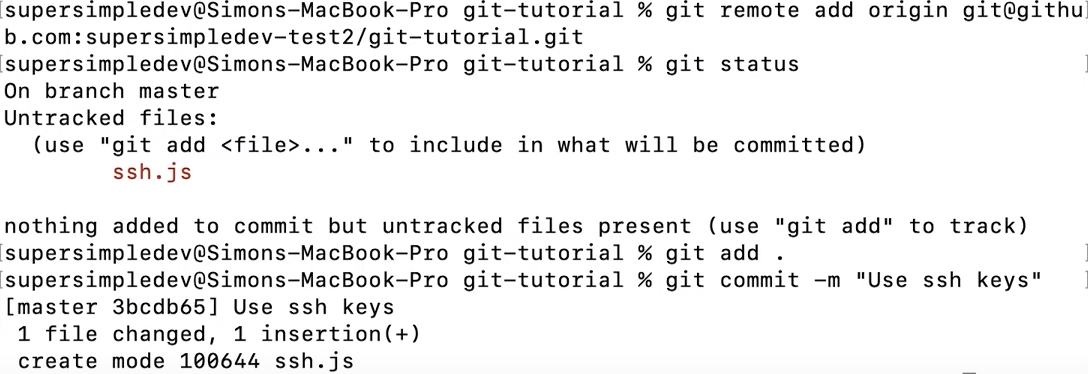 [supersimpledev@Simons-MacBook-Pro git-tutorial % git remote add origin git@githu]
b.com:supersimpledev-test2/git-tutorial.git
[supersimpledev@Simons-MacBook-Pro git-tutorial % git status ]
On branch master
Untracked files:
  (use "git add <file>..." to include in what will be committed)
        ssh.js

nothing added to commit but untracked files present (use "git add" to track)
[supersimpledev@Simons-MacBook-Pro git-tutorial % git add . ]
[supersimpledev@Simons-MacBook-Pro git-tutorial % git commit -m "Use ssh keys" ]
[master 3bcdb65] Use ssh keys
 1 file changed, 1 insertion(+)
 create mode 100644 ssh.js